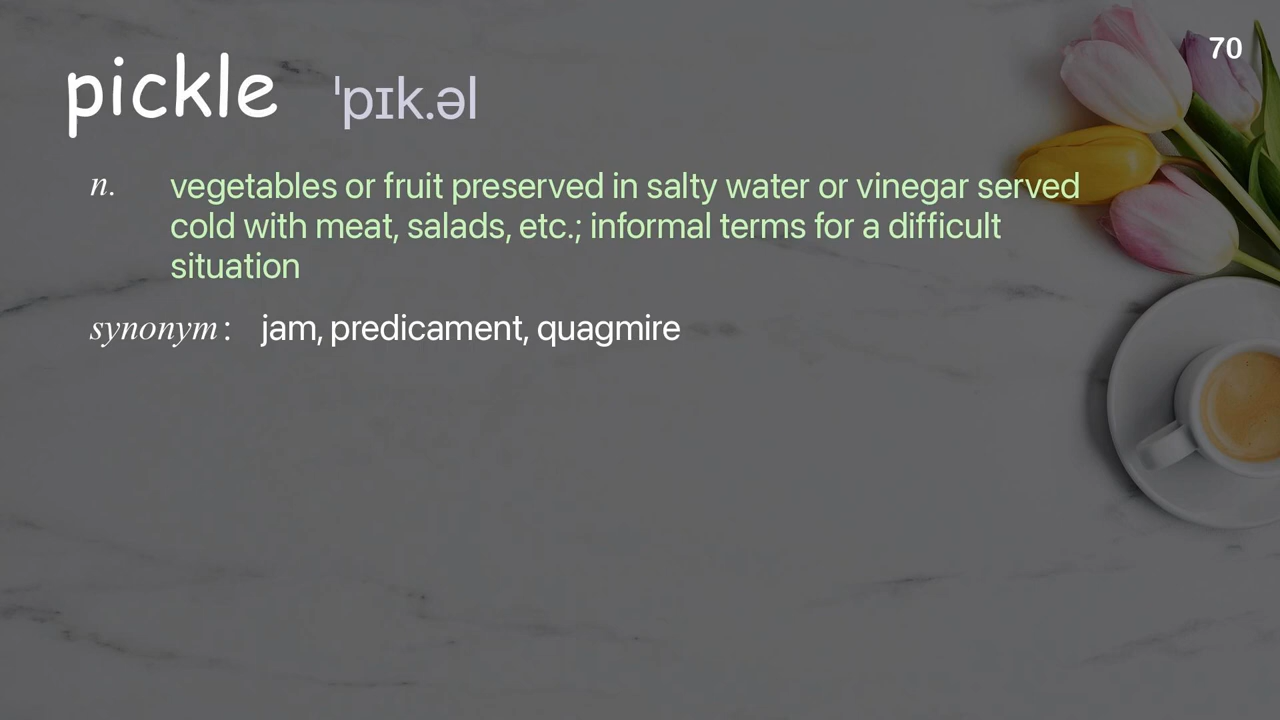 70
pickle ˈpɪk.əl
n. vegetables or fruit preserved in salty water or vinegar served
cold with meat, salads, etc.; informal terms for a difficult
situation
synonym: jam, predicament, quagmire